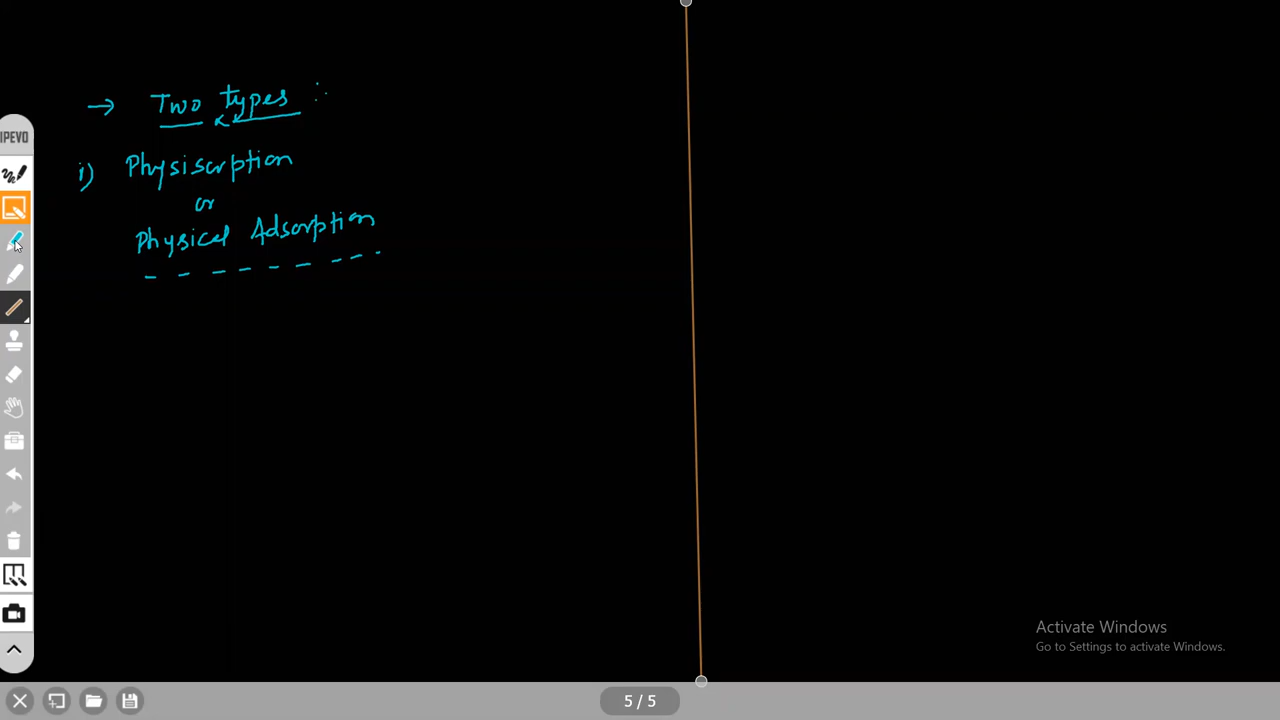 → Two types :
i) Physisorption
or
Physical Adsorption
IPEVO
Activate Windows
Go to Settings to activate Windows.
5 / 5